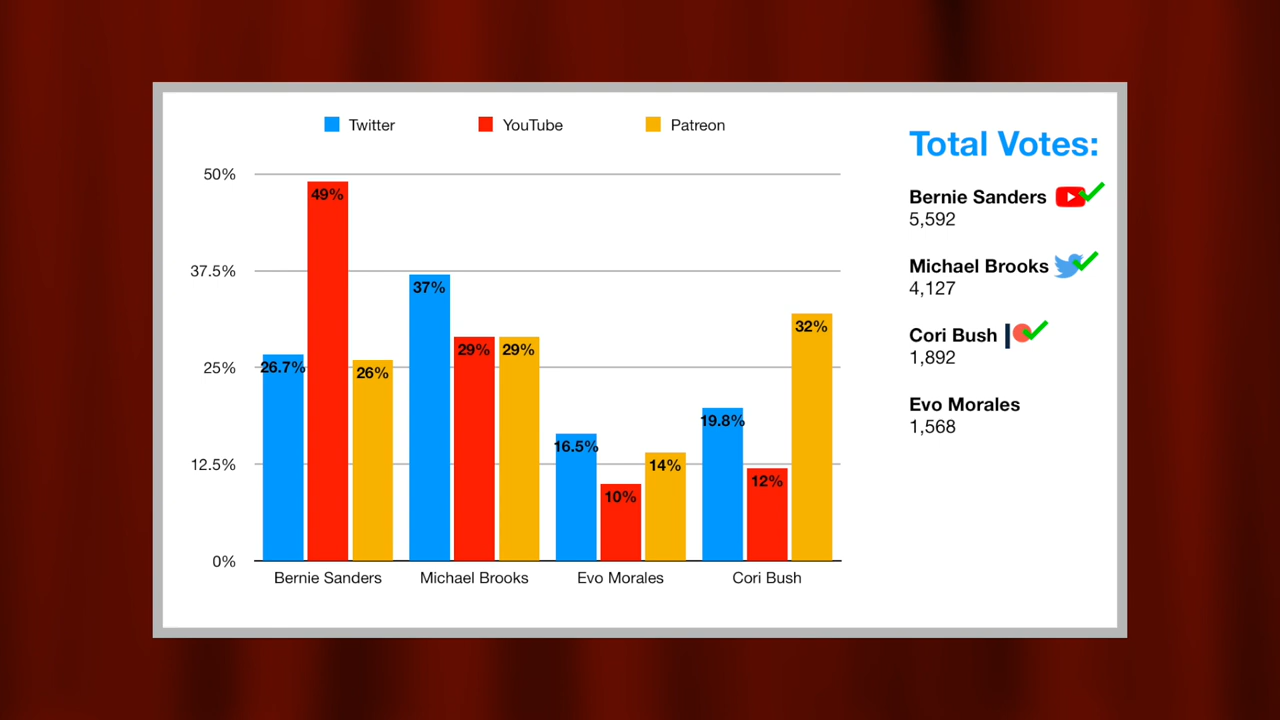 Twitter
YouTube
Patreon
50%
37.5%
25%
12.5%
0%
26.7%
49%
26%
37%
29%
29%
16.5%
10%
14%
19.8%
12%
32%
Bernie Sanders
Michael Brooks
Evo Morales
Cori Bush
Total Votes:
Bernie Sanders
5,592
Michael Brooks
4,127
Cori Bush
1,892
Evo Morales
1,568